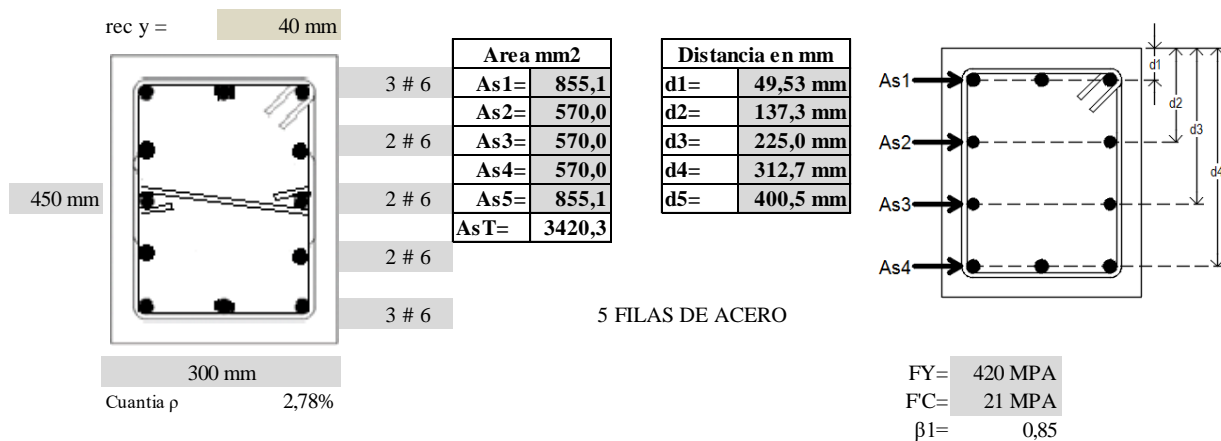 rec y = 40 mm
Area mm2
As1= 855,1
As2= 570,0
As3= 570,0
As4= 570,0
As5= 855,1
AsT= 3420,3
Distancia en mm
d1= 49,53 mm
d2= 137,3 mm
d3= 225,0 mm
d4= 312,7 mm
d5= 400,5 mm
3 # 6
2 # 6
2 # 6
2 # 6
3 # 6
450 mm
300 mm
Cuantia ρ 2,78%
5 FILAS DE ACERO
As1
As2
As3
As4
d1
d2
d3
d4
FY= 420 MPA
F'C= 21 MPA
β1= 0,85